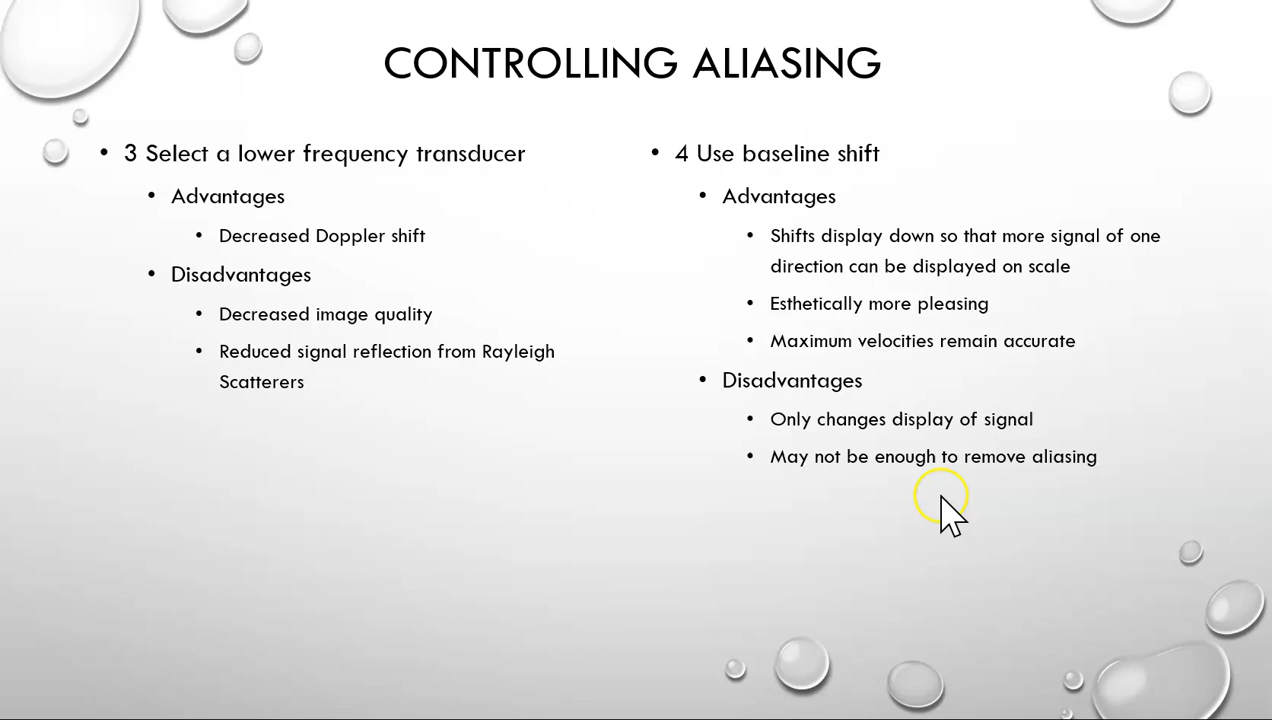 CONTROLLING ALIASING
• 3 Select a lower frequency transducer
• Advantages
• Decreased Doppler shift
• Disadvantages
• Decreased image quality
• Reduced signal reflection from Rayleigh
Scatterers
• 4 Use baseline shift
• Advantages
• Shifts display down so that more signal of one
direction can be displayed on scale
• Esthetically more pleasing
• Maximum velocities remain accurate
• Disadvantages
• Only changes display of signal
• May not be enough to remove aliasing